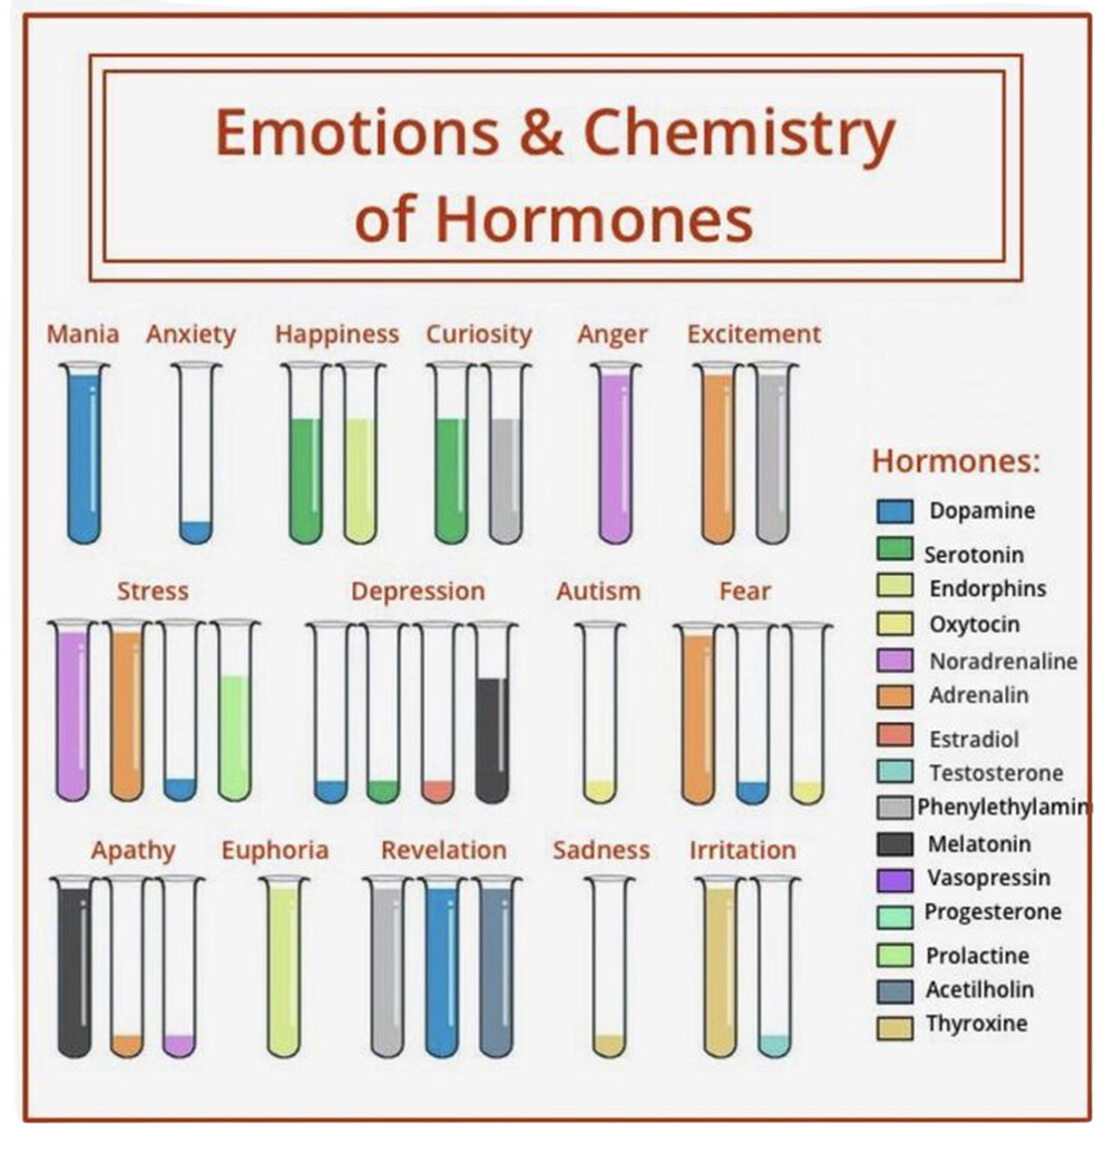 Emotions & Chemistry
of Hormones
Mania Anxiety Happiness Curiosity Anger Excitement
Stress Depression Autism Fear
Apathy Euphoria Revelation Sadness Irritation
Hormones:
Dopamine
Serotonin
Endorphins
Oxytocin
Noradrenaline
Adrenalin
Estradiol
Testosterone
Phenylethylamin
Melatonin
Vasopressin
Progesterone
Prolactine
Acetilholin
Thyroxine